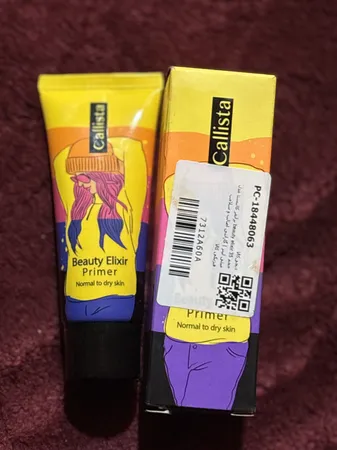 Callista
Beauty Elixir
Primer
Normal to dry skin
Callista
PC-18448063
7312A60A
Primer
Normal to dry skin